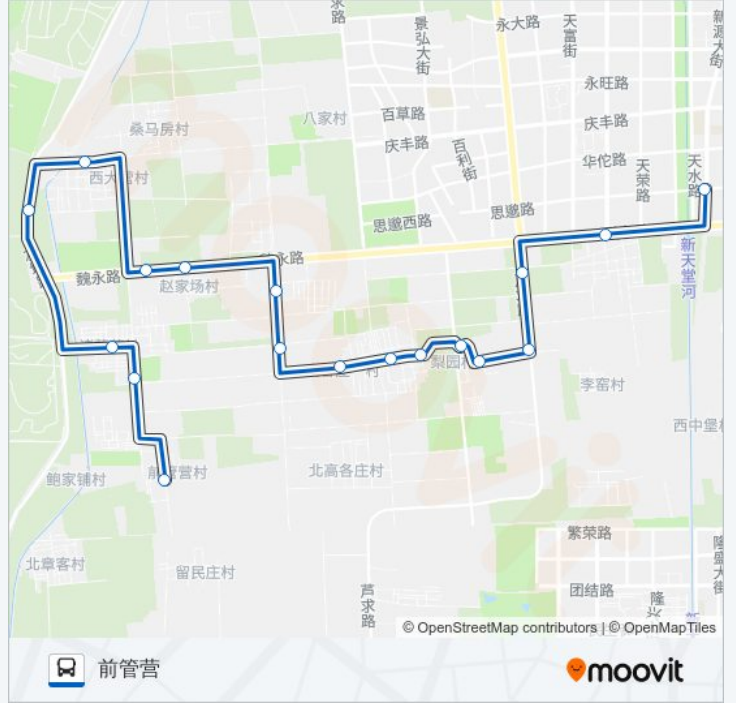 求路
景弘大街
永大路
天富街
新源大街
永旺路
百草路
八家村
桑马房村
庆丰路
庆丰路
百利街
华佗路
天荣路
天水路
思邈西路
思邈路
新天堂河
永路
魏永路
赵家场村
李窑村
西中堡
北高各庄村
营村
鲍家铺村
繁荣路
北章客村
留民庄村
团结路
芦求路
隆盛大街
© OpenStreetMap contributors | © OpenMapTiles
前管营
moovit